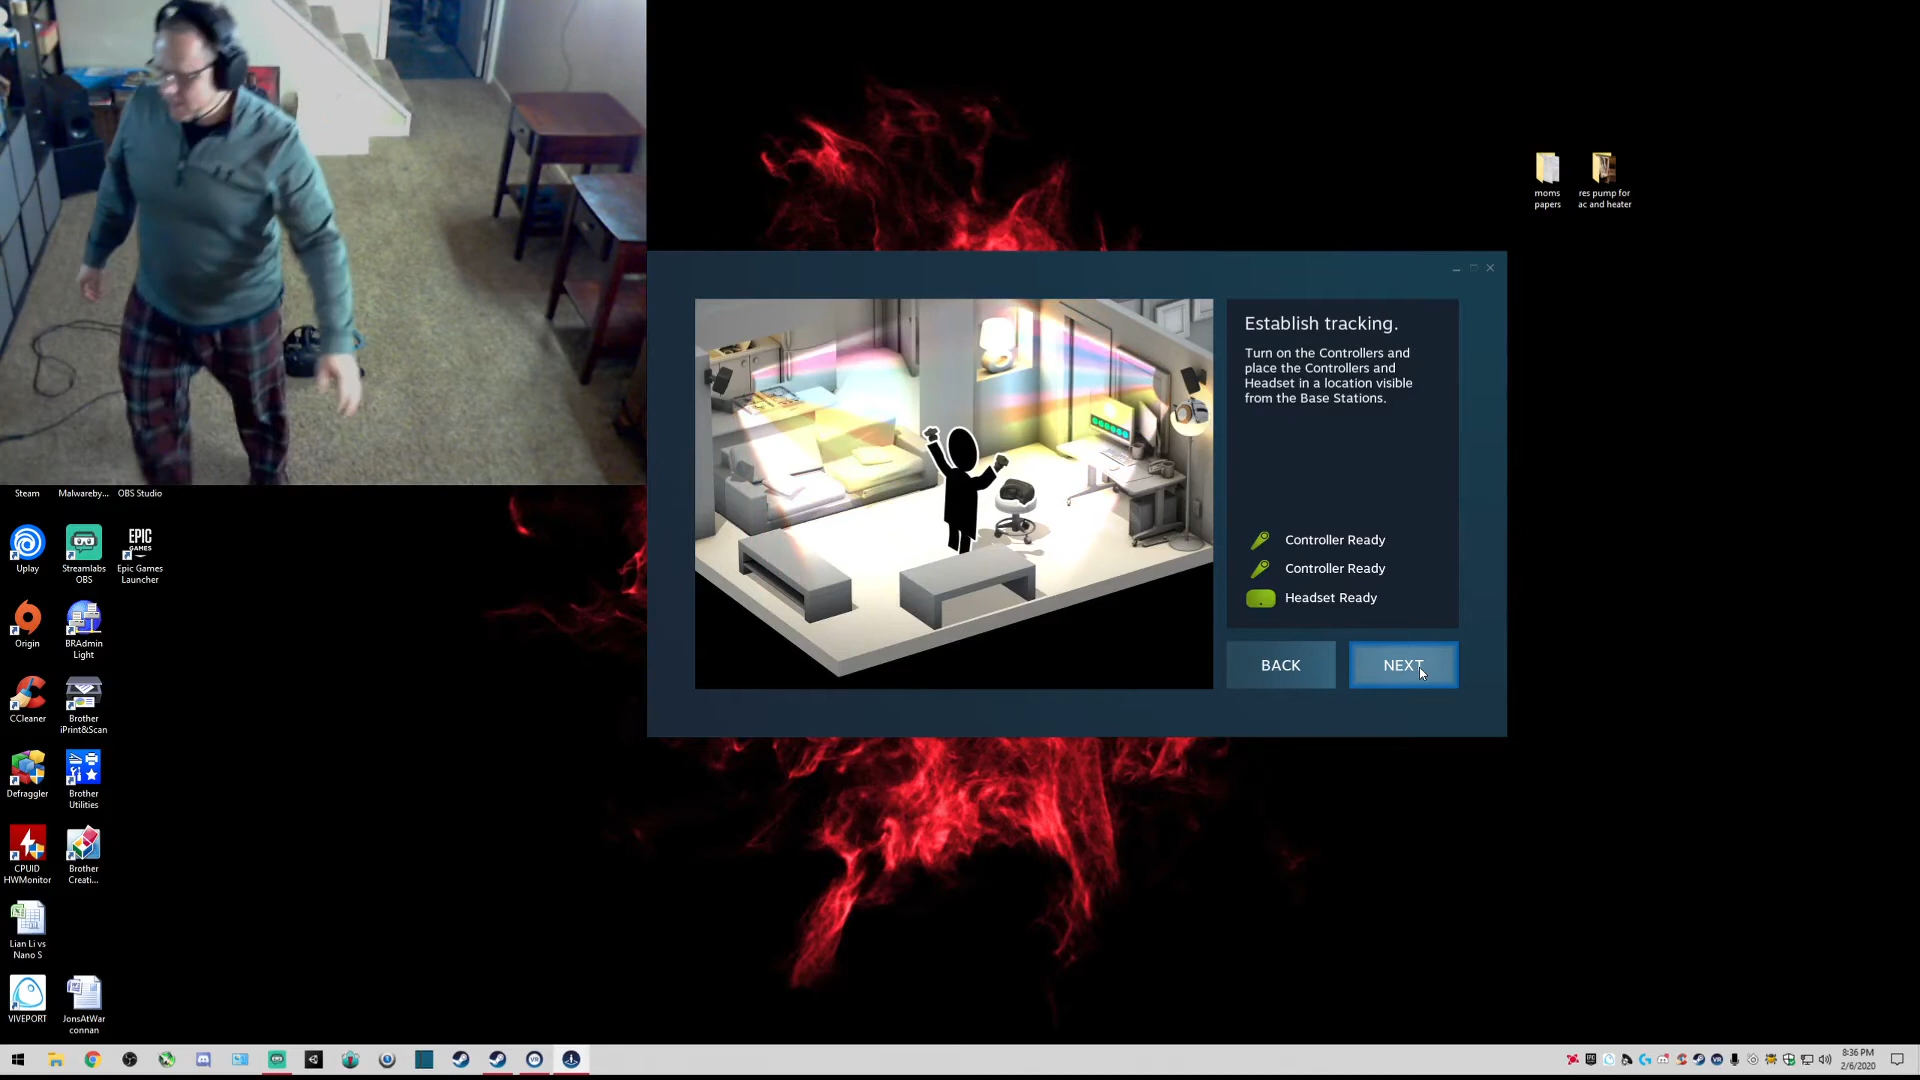 moms
papers
res pump for
ac and heater
Establish tracking.
Turn on the Controllers and
place the Controllers and
Headset in a location visible
from the Base Stations.
Controller Ready
Controller Ready
Headset Ready
BACK
NEXT
Steam
Malwareby...
OBS Studio
EPIC
GAMES
Uplay
Streamlabs
OBS
Epic Games
Launcher
Origin
BRAdmin
Light
CCleaner
Brother
iPrint&Scan
Defraggler
Brother
Utilities
CPUID
HWMonitor
Brother
Creati...
Lian Li vs
Nano S
VIVEPORT
JonsAtWar
connan
8:36 PM
2/6/2020